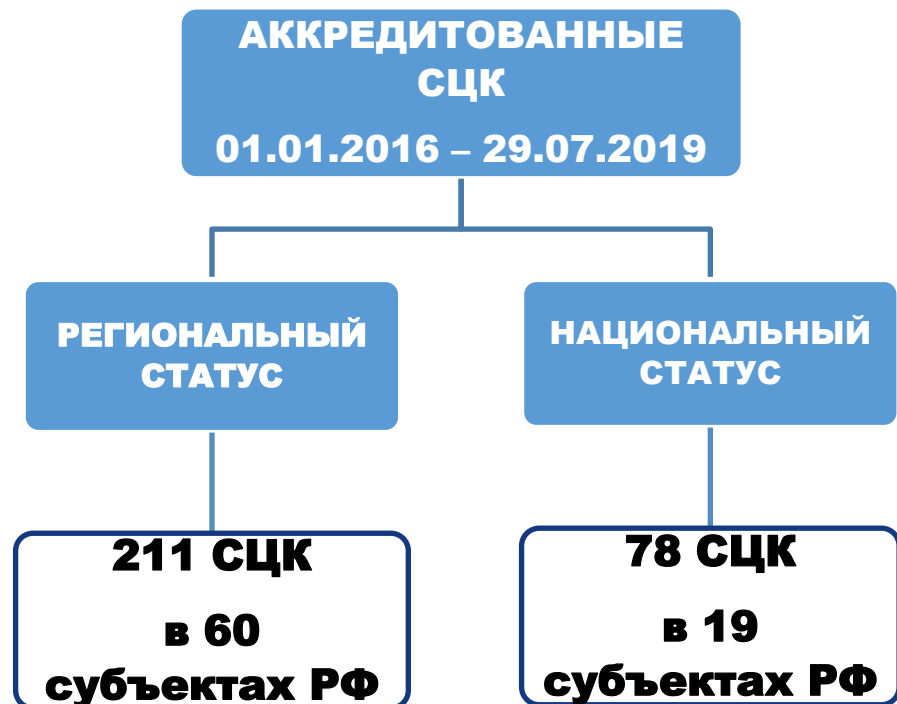 АККРЕДИТОВАННЫЕ
СЦК
01.01.2016 – 29.07.2019
РЕГИОНАЛЬНЫЙ
СТАТУС
НАЦИОНАЛЬНЫЙ
СТАТУС
211 СЦК
в 60
субъектах РФ
78 СЦК
в 19
субъектах РФ